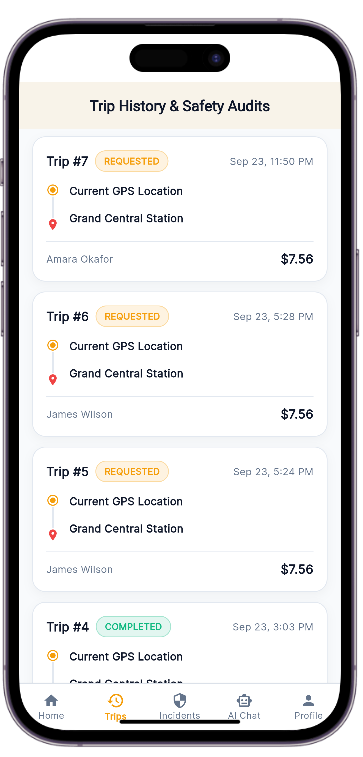 Trip History & Safety Audits
Trip #7 REQUESTED Sep 23, 11:50 PM
Current GPS Location
Grand Central Station
Amara Okafor $7.56
Trip #6 REQUESTED Sep 23, 5:28 PM
Current GPS Location
Grand Central Station
James Wilson $7.56
Trip #5 REQUESTED Sep 23, 5:24 PM
Current GPS Location
Grand Central Station
James Wilson $7.56
Trip #4 COMPLETED Sep 23, 3:03 PM
Current GPS Location
Grand Central Station
Home Trips Incidents AI Chat Profile